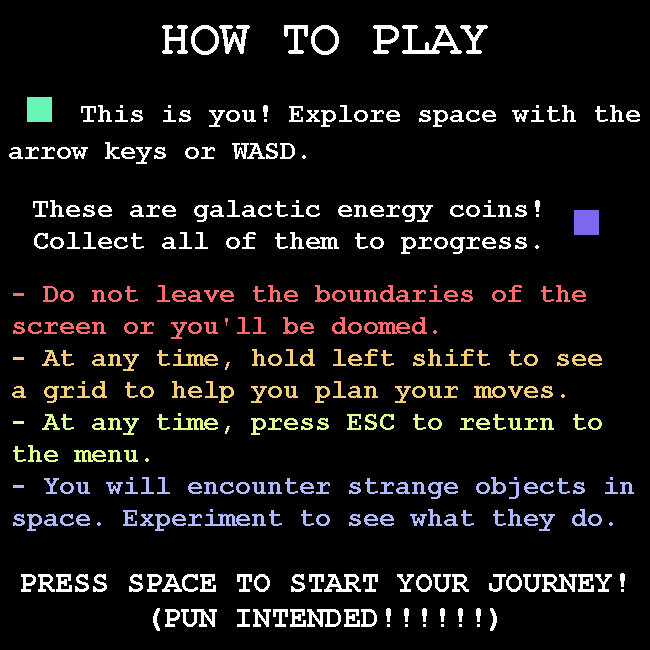 HOW TO PLAY
This is you! Explore space with the
arrow keys or WASD.
These are galactic energy coins!
Collect all of them to progress.
- Do not leave the boundaries of the
screen or you'll be doomed.
- At any time, hold left shift to see
a grid to help you plan your moves.
- At any time, press ESC to return to
the menu.
- You will encounter strange objects in
space. Experiment to see what they do.
PRESS SPACE TO START YOUR JOURNEY!
(PUN INTENDED!!!!!!)